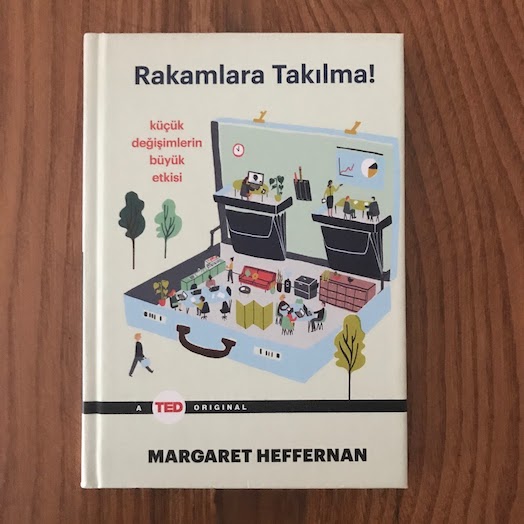 Rakamlara Takılma!
küçük
değişimlerin
büyük
etkisi
A TED ORIGINAL
MARGARET HEFFERNAN